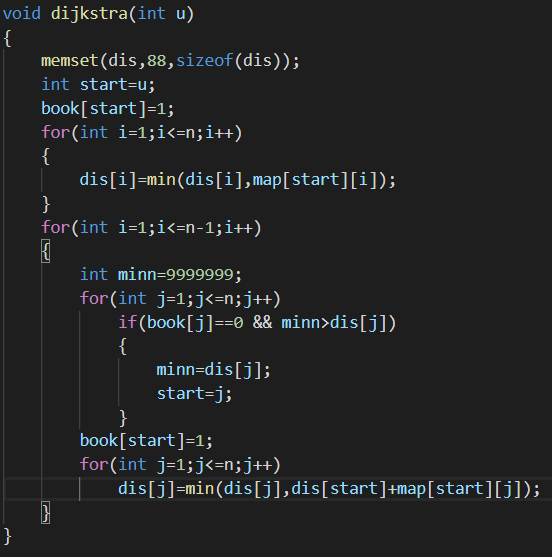 void dijkstra(int u)
{
    memset(dis,88,sizeof(dis));
    int start=u;
    book[start]=1;
    for(int i=1;i<=n;i++)
    {
        dis[i]=min(dis[i],map[start][i]);
    }
    for(int i=1;i<=n-1;i++)
    {
        int minn=9999999;
        for(int j=1;j<=n;j++)
            if(book[j]==0 && minn>dis[j])
            {
                minn=dis[j];
                start=j;
            }
        book[start]=1;
        for(int j=1;j<=n;j++)
            dis[j]=min(dis[j],dis[start]+map[start][j]);
    }
}